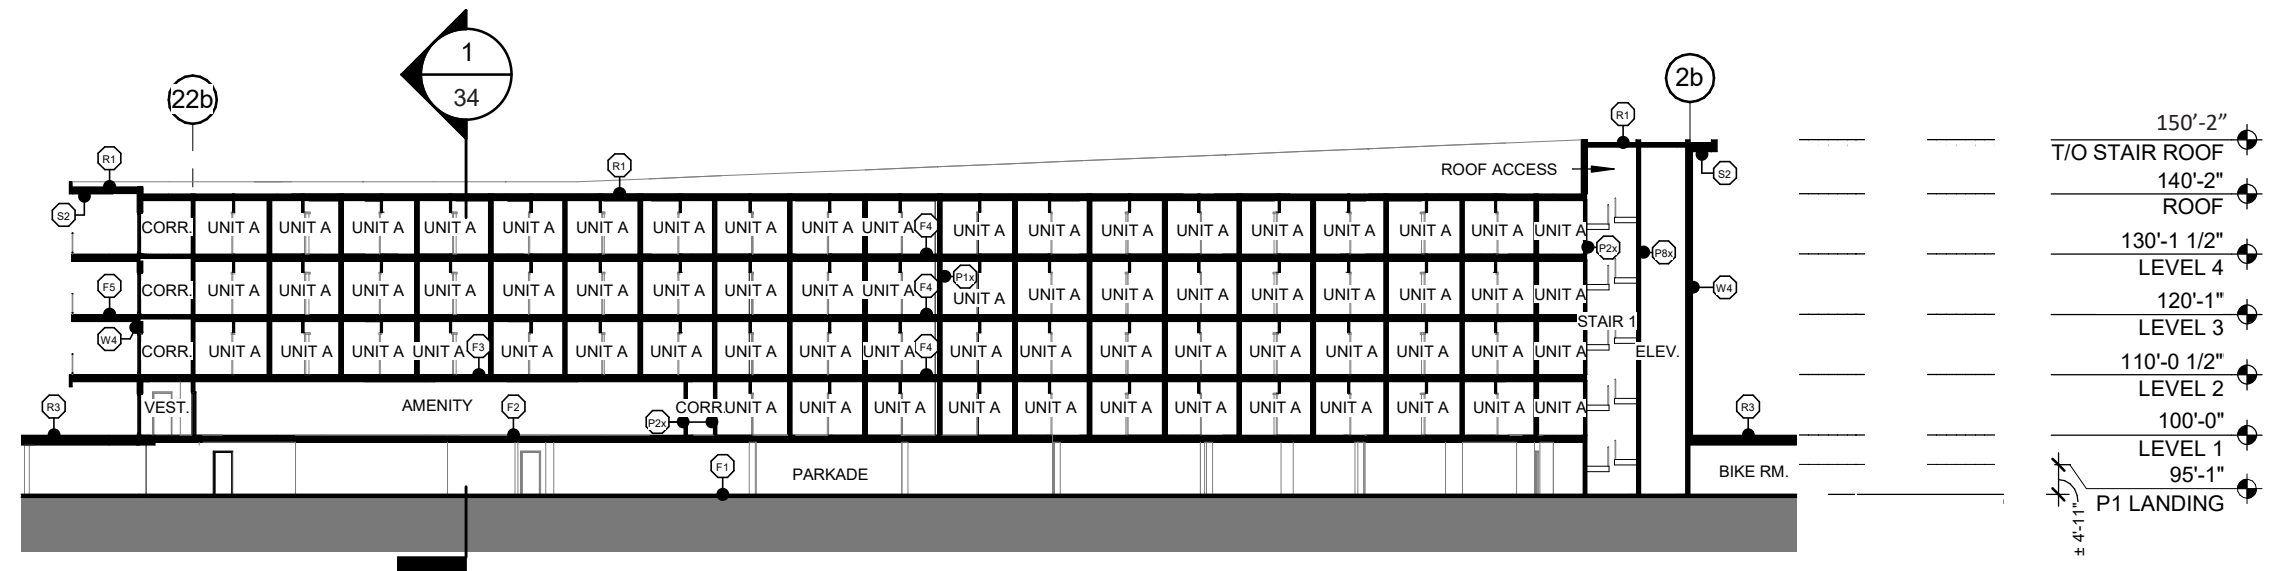 1
34
22b
2b
R1
R1
R1
150'-2"
T/O STAIR ROOF
ROOF ACCESS
S2
S2
140'-2"
ROOF
CORR. UNIT A UNIT A UNIT A UNIT A UNIT A UNIT A UNIT A UNIT A UNIT A UNIT A F4 UNIT A UNIT A UNIT A UNIT A UNIT A UNIT A UNIT A UNIT A UNIT A
P2x P8x
130'-1 1/2"
LEVEL 4
F5
CORR. UNIT A UNIT A UNIT A UNIT A UNIT A UNIT A UNIT A UNIT A UNIT A UNIT A F4 P1x UNIT A UNIT A UNIT A UNIT A UNIT A UNIT A UNIT A UNIT A UNIT A
W4
120'-1"
LEVEL 3
STAIR 1
W4
CORR. UNIT A UNIT A UNIT A UNIT A F3 UNIT A UNIT A UNIT A UNIT A UNIT A UNIT A F4 UNIT A UNIT A UNIT A UNIT A UNIT A UNIT A UNIT A UNIT A UNIT A
ELEV.
110'-0 1/2"
LEVEL 2
R3 VEST. AMENITY F2 P2x CORR. UNIT A UNIT A UNIT A UNIT A UNIT A UNIT A UNIT A UNIT A UNIT A UNIT A UNIT A UNIT A R3
100'-0"
LEVEL 1
F1
PARKADE
BIKE RM.
95'-1"
P1 LANDING
± 4'-11"